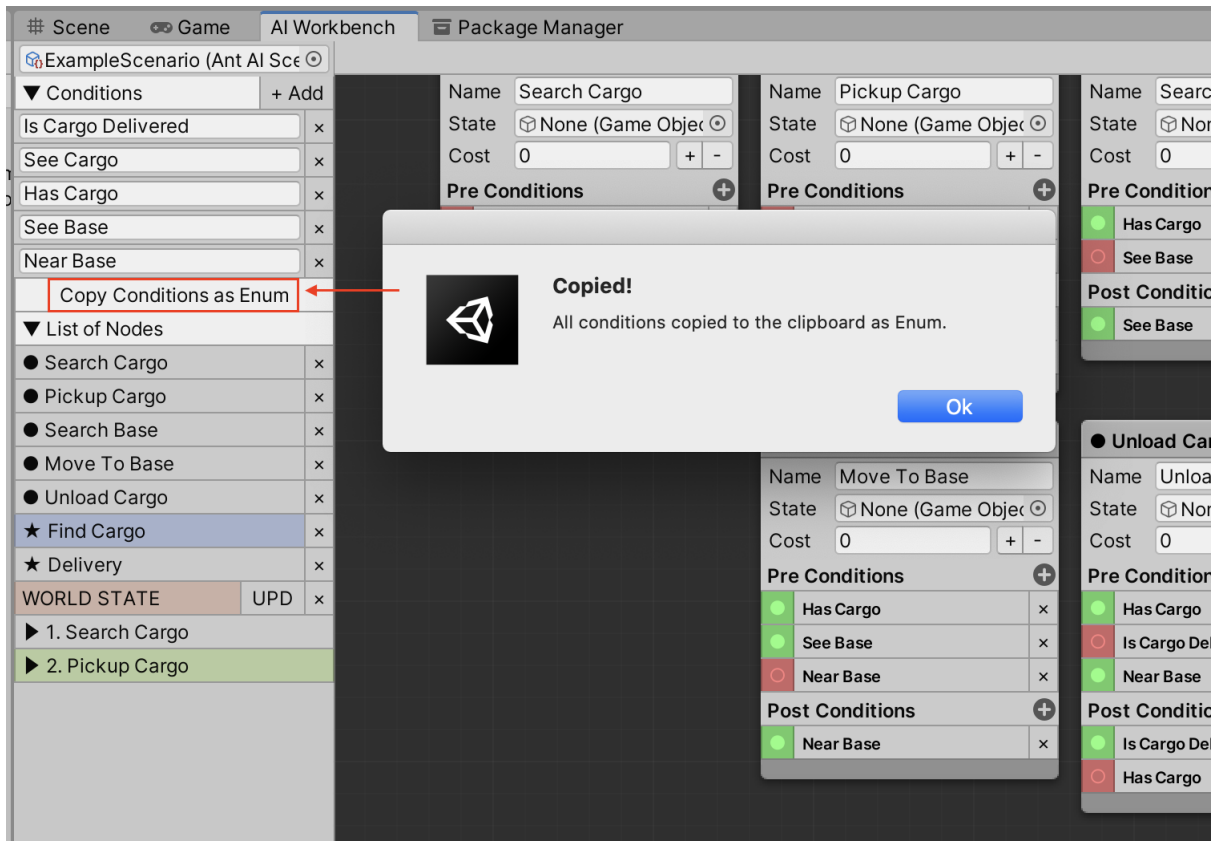 Scene
Game
AI Workbench
Package Manager
ExampleScenario (Ant AI Sce
Conditions
+ Add
Is Cargo Delivered ×
See Cargo ×
Has Cargo ×
See Base ×
Near Base ×
Copy Conditions as Enum
List of Nodes
Search Cargo ×
Pickup Cargo ×
Search Base ×
Move To Base ×
Unload Cargo ×
★ Find Cargo ×
★ Delivery ×
WORLD STATE UPD ×
1. Search Cargo
2. Pickup Cargo
Name Search Cargo
State None (Game Objec
Cost 0 + -
Pre Conditions
Name Pickup Cargo
State None (Game Objec
Cost 0 + -
Pre Conditions
Name Searc
State Nor
Cost 0
Pre Condition
Has Cargo
See Base
Post Conditio
See Base
Copied!
All conditions copied to the clipboard as Enum.
Ok
Name Move To Base
State None (Game Objec
Cost 0 + -
Pre Conditions
Has Cargo ×
See Base ×
Near Base ×
Post Conditions
Near Base ×
Unload Car
Name Unloa
State Nor
Cost 0
Pre Condition
Has Cargo
Is Cargo Del
Near Base
Post Conditio
Is Cargo Del
Has Cargo